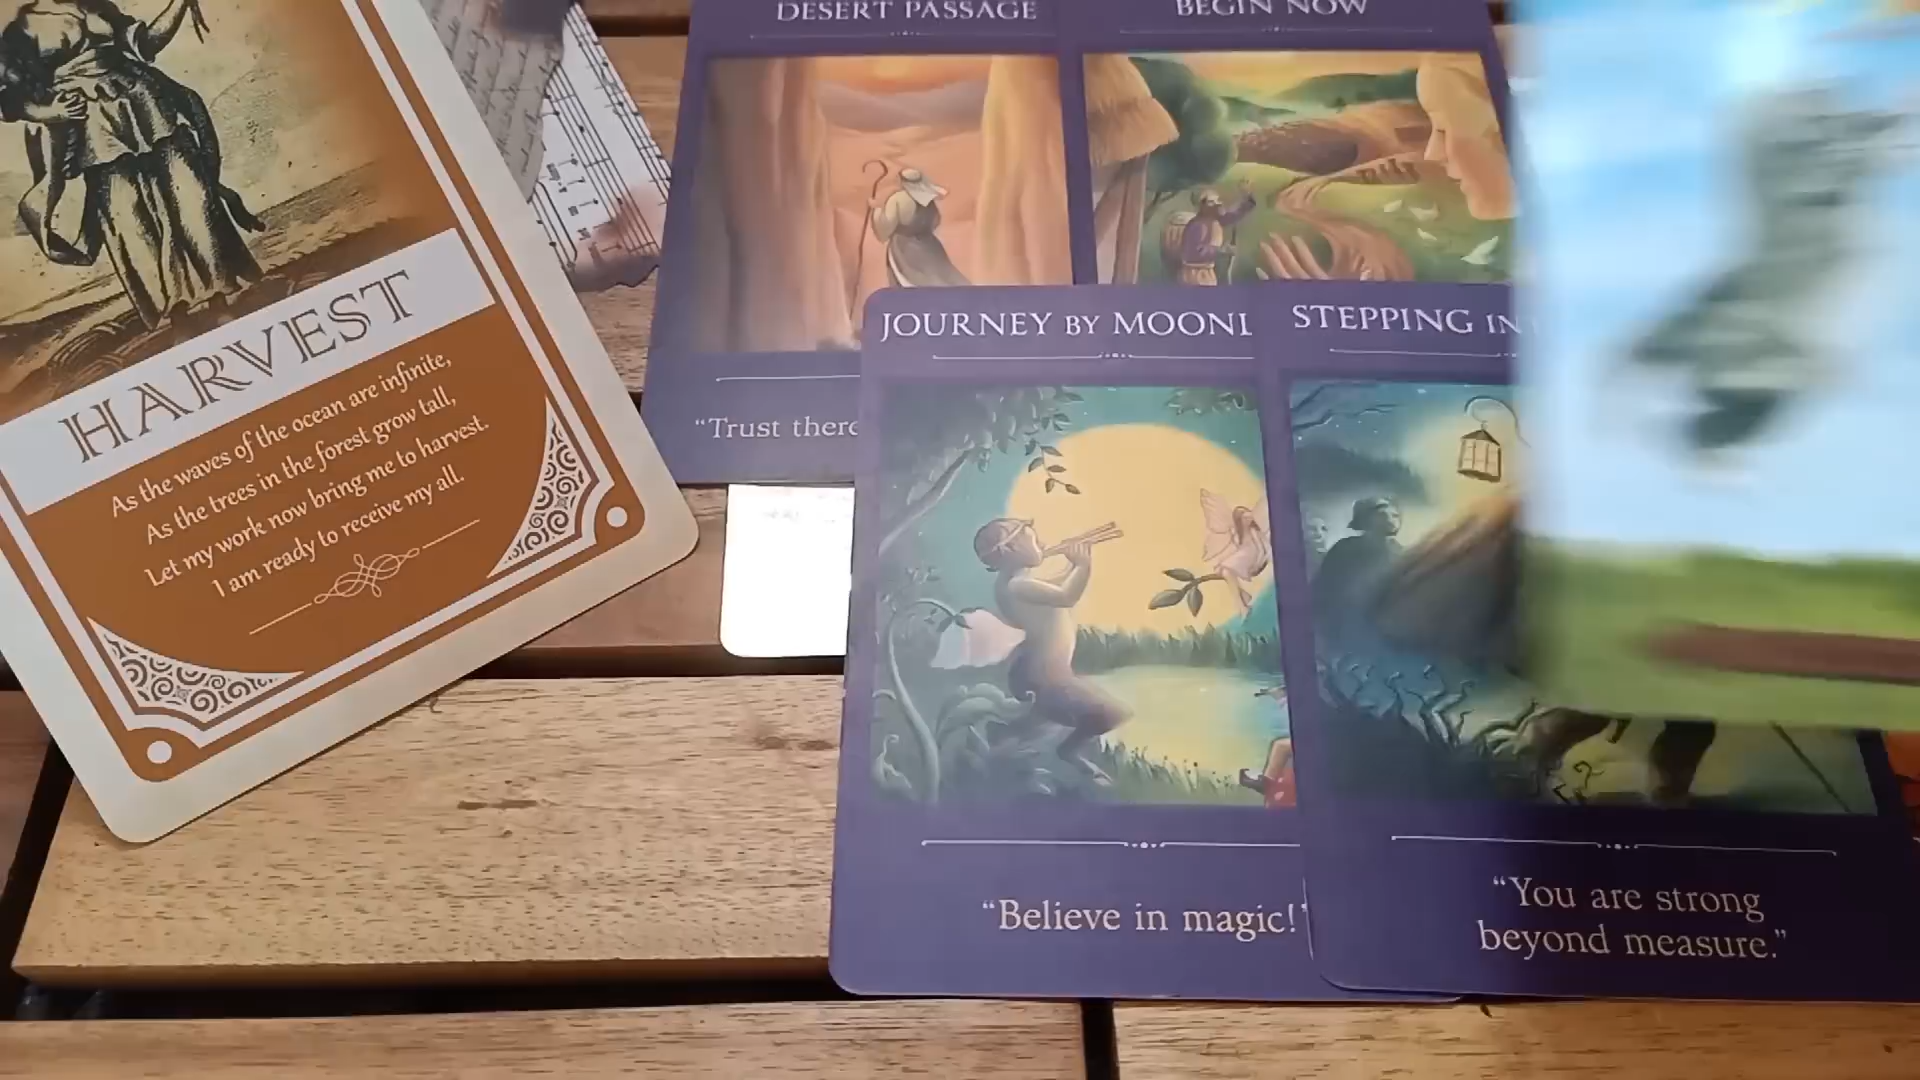 HARVEST
As the waves of the ocean are infinite,
As the trees in the forest grow tall,
Let my work now bring me to harvest.
I am ready to receive my all.
DESERT PASSAGE
"Trust there
BEGIN NOW
JOURNEY BY MOONL
"Believe in magic!"
STEPPING IN
"You are strong
beyond measure."